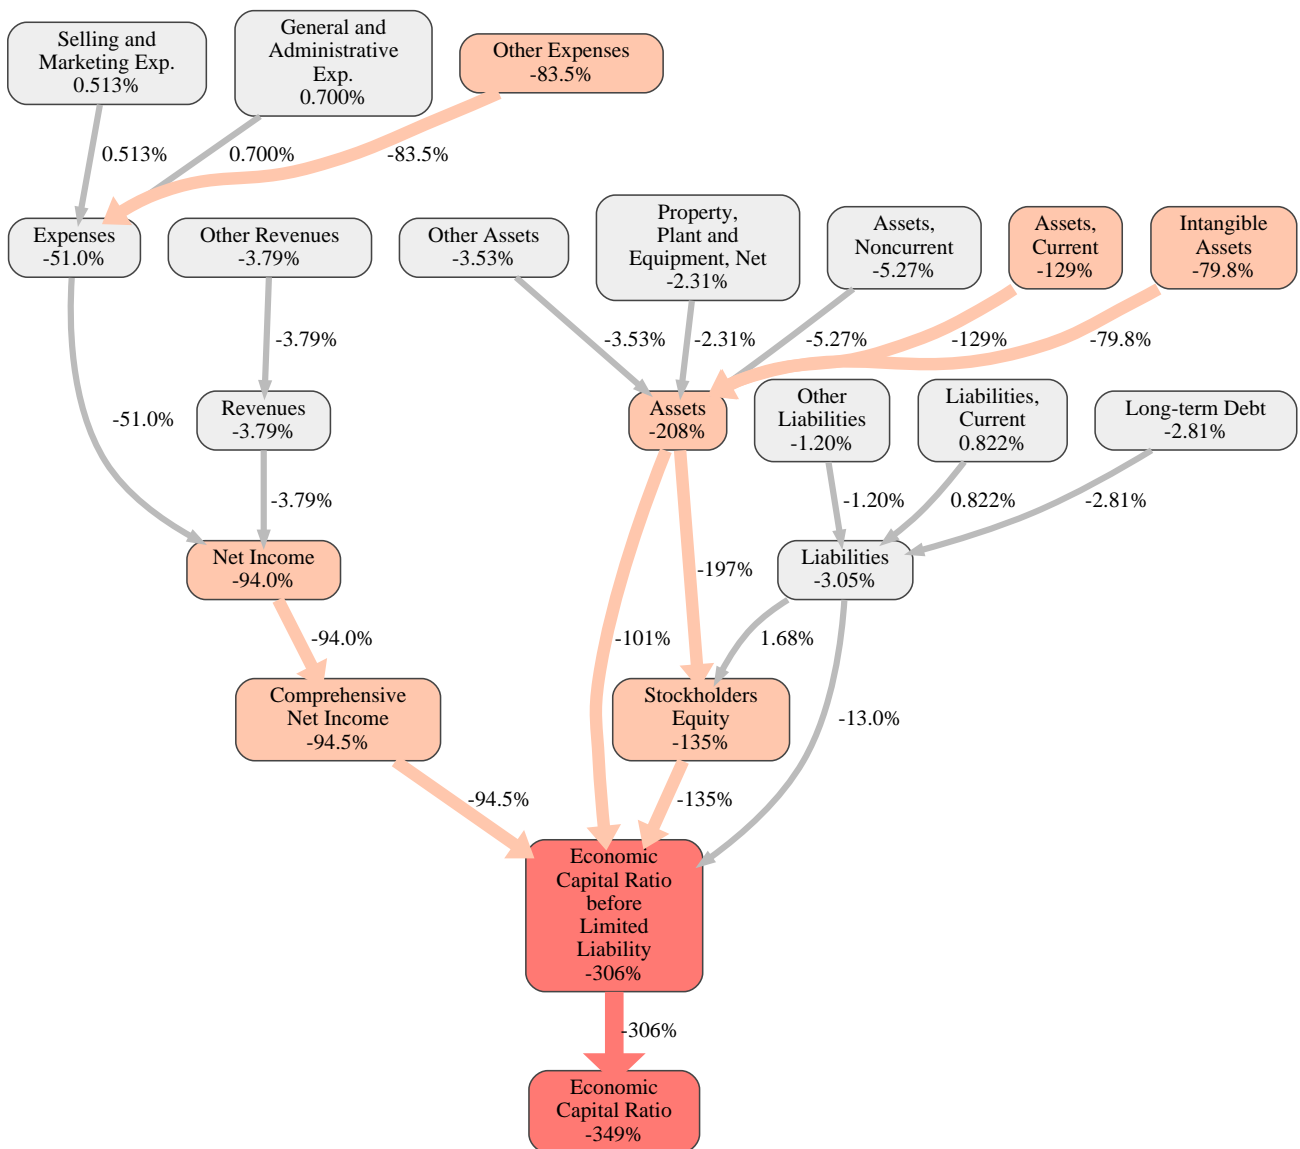 Selling and
Marketing Exp.
0.513%
General and
Administrative
Exp.
0.700%
Other Expenses
-83.5%
0.513%
0.700%
-83.5%
Expenses
-51.0%
Other Revenues
-3.79%
Other Assets
-3.53%
Property,
Plant and
Equipment, Net
-2.31%
Assets,
Noncurrent
-5.27%
Assets,
Current
-129%
Intangible
Assets
-79.8%
-3.79%
-3.53%
-2.31%
-5.27%
-129%
-79.8%
-51.0%
Revenues
-3.79%
Assets
-208%
Other
Liabilities
-1.20%
Liabilities,
Current
0.822%
Long-term Debt
-2.81%
-3.79%
-1.20%
0.822%
-2.81%
Net Income
-94.0%
-197%
Liabilities
-3.05%
-94.0%
-101%
1.68%
Comprehensive
Net Income
-94.5%
Stockholders
Equity
-135%
-13.0%
-94.5%
-135%
Economic
Capital Ratio
before
Limited
Liability
-306%
-306%
Economic
Capital Ratio
-349%